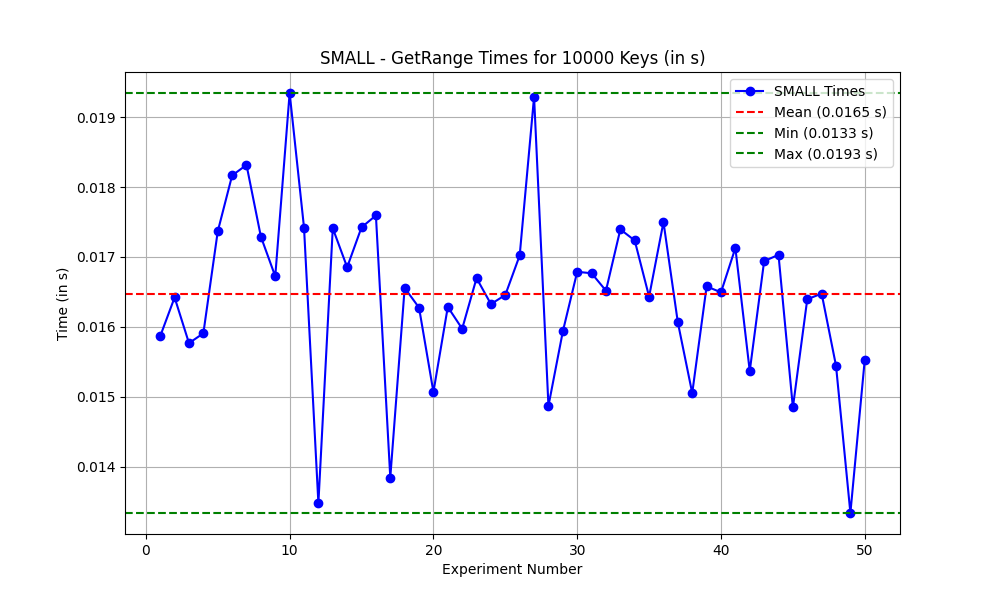 SMALL - GetRange Times for 10000 Keys (in s)
SMALL Times
Mean (0.0165 s)
Min (0.0133 s)
Max (0.0193 s)
Time (in s)
0.019
0.018
0.017
0.016
0.015
0.014
0 10 20 30 40 50
Experiment Number